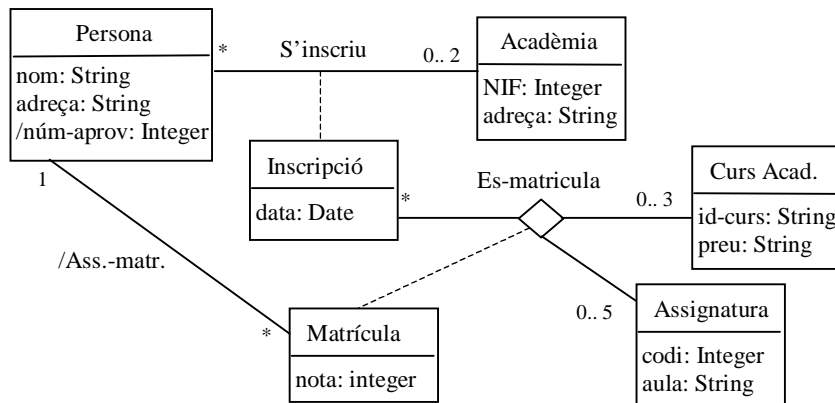 Persona
nom: String
adreça: String
/núm-aprov: Integer
*
S’inscriu
0.. 2
Acadèmia
NIF: Integer
adreça: String
1
Inscripció
data: Date
*
Es-matricula
0.. 3
Curs Acad.
id-curs: String
preu: String
/Ass.-matr.
*
Matrícula
nota: integer
0.. 5
Assignatura
codi: Integer
aula: String